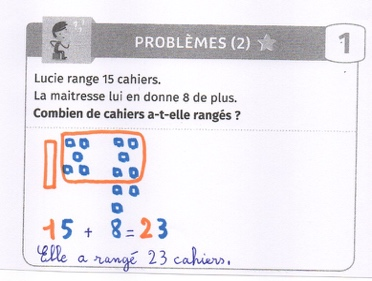 PROBLÈMES (2)
1
Lucie range 15 cahiers.
La maitresse lui en donne 8 de plus.
Combien de cahiers a-t-elle rangés ?
15 + 8 = 23
Elle a rangé 23 cahiers.